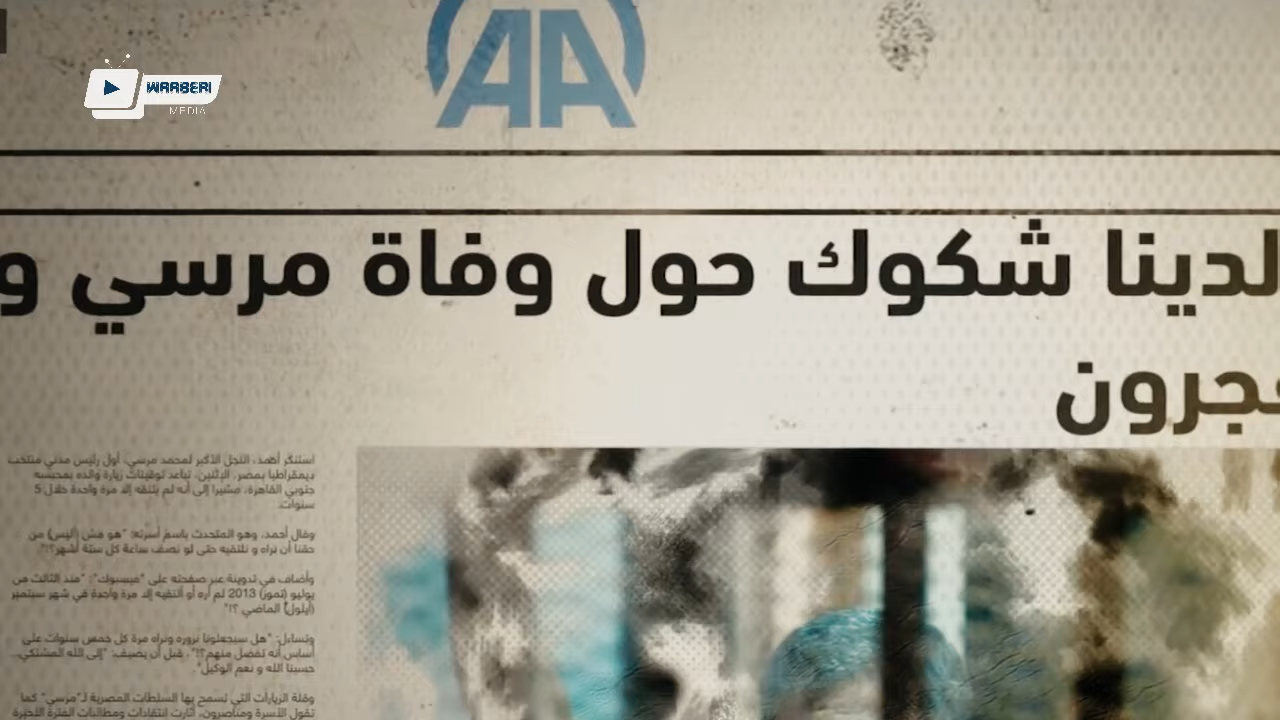 AA
WARBERI
MEDIA
لدينا شكوك حول وفاة مرسي و
جرون
استنكر أحمد، النجل الأكبر لمحمد مرسي، أول رئيس مدني منتخب
ديمقراطيا بمصر، الإثنين، تباعد توقيتات زيارة والده بمحبسه
جنوبي القاهرة، مشيرا إلى أنه لم يلتقه إلا مرة واحدة خلال 5
سنوات.
وقال أحمد، وهو المتحدث باسم أسرته: "هو مش (أليس) من
حقنا أن نراه و نلتقيه حتى لو نصف ساعة كل ستة أشهر؟!".
وأضاف في تدوينة عبر صفحته على "فيسبوك": "منذ الثالث من
يوليو (تموز) 2013 لم أره أو ألتقيه إلا مرة واحدة في شهر سبتمبر
(أيلول) الماضي ؟!"
وتساءل: "هل سيجعلونا نزوره ونراه مرة كل خمس سنوات على
أساس أنه تفضل منهم؟!"، قبل أن يضيف: "إلى الله المشتكى..
حسبنا الله و نعم الوكيل".
وقلة الزيارات التي تسمح بها السلطات المصرية لـ"مرسي" كما
تقول الأسرة ومناصرون، أثارت انتقادات ومطالبات الفترة الأخيرة